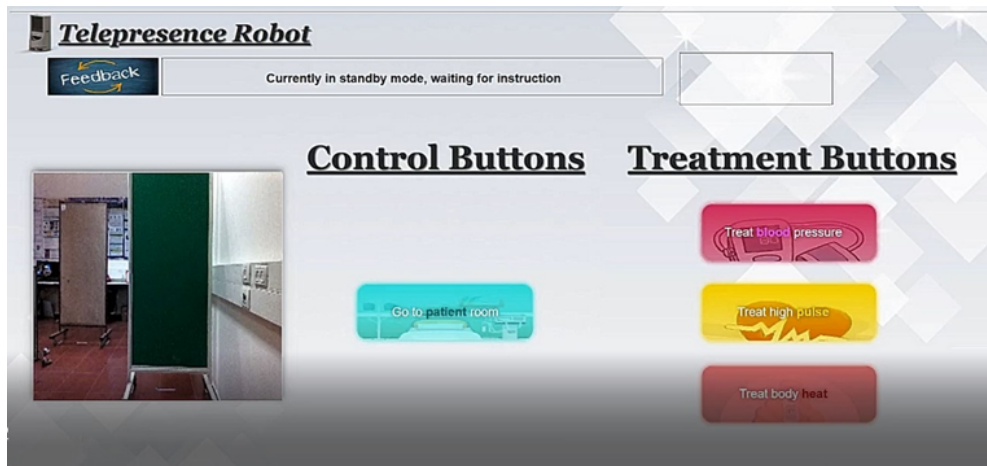 Telepresence Robot
Feedback
Currently in standby mode, waiting for instruction
Control Buttons
Treatment Buttons
Treat blood pressure
Go to patient room
Treat high pulse
Treat body heat